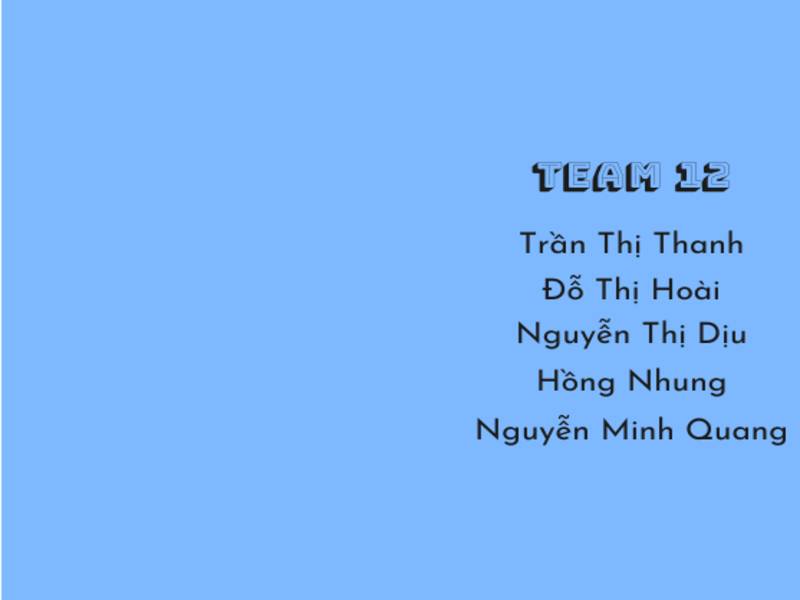 TEAM 12
Trần Thị Thanh
Đỗ Thị Hoài
Nguyễn Thị Dịu
Hồng Nhung
Nguyễn Minh Quang